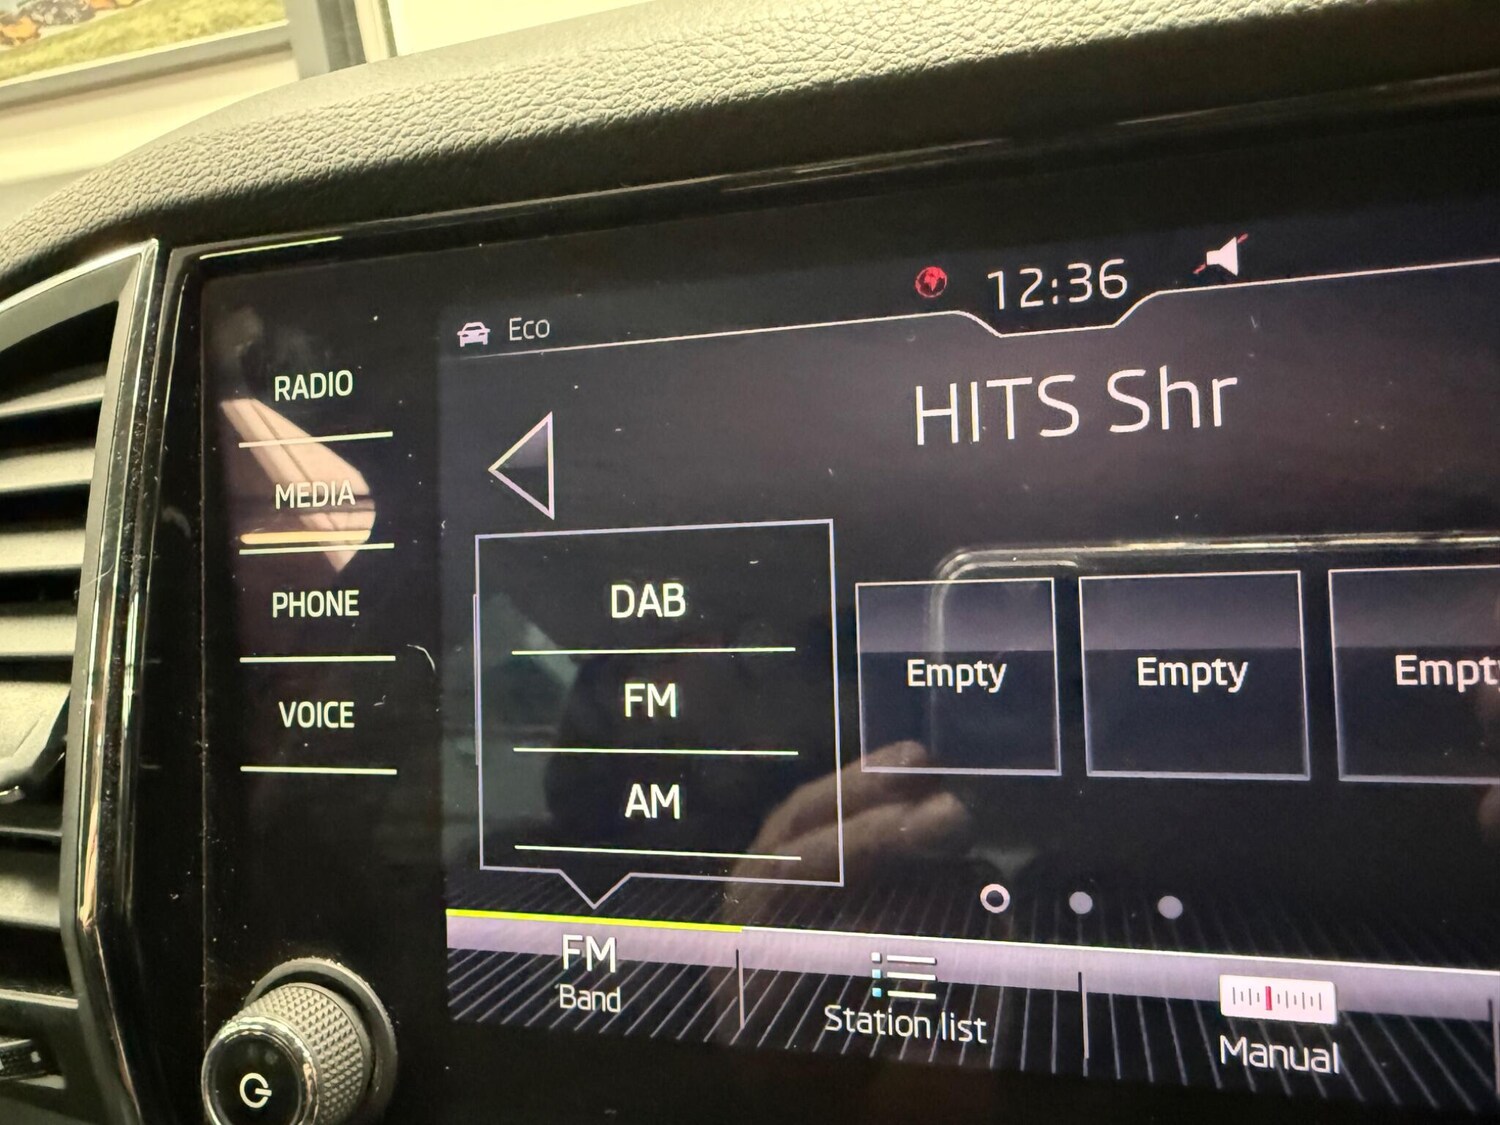 Eco
12:36
HITS Shr
RADIO
MEDIA
PHONE
VOICE
DAB
FM
AM
Empty
Empty
Empty
FM
Band
Station list
Manual